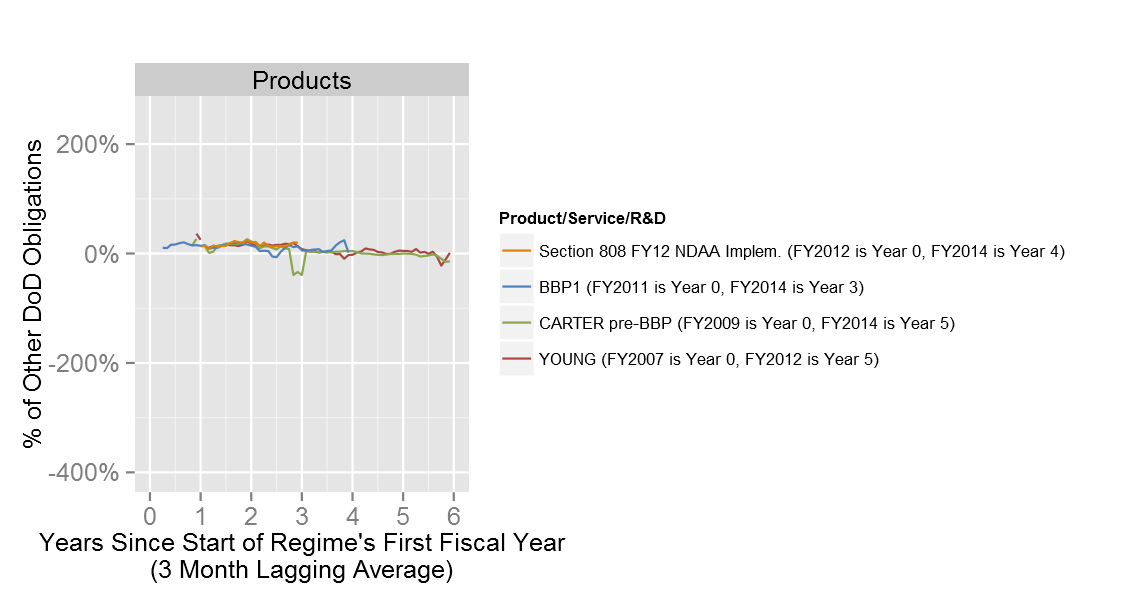 Products
% of Other DoD Obligations
200%
0%
-200%
-400%
0 1 2 3 4 5 6
Years Since Start of Regime's First Fiscal Year
(3 Month Lagging Average)
Product/Service/R&D
Section 808 FY12 NDAA Implem. (FY2012 is Year 0, FY2014 is Year 4)
BBP1 (FY2011 is Year 0, FY2014 is Year 3)
CARTER pre-BBP (FY2009 is Year 0, FY2014 is Year 5)
YOUNG (FY2007 is Year 0, FY2012 is Year 5)